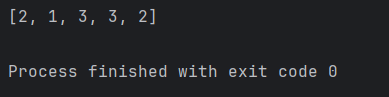 [2, 1, 3, 3, 2]
Process finished with exit code 0